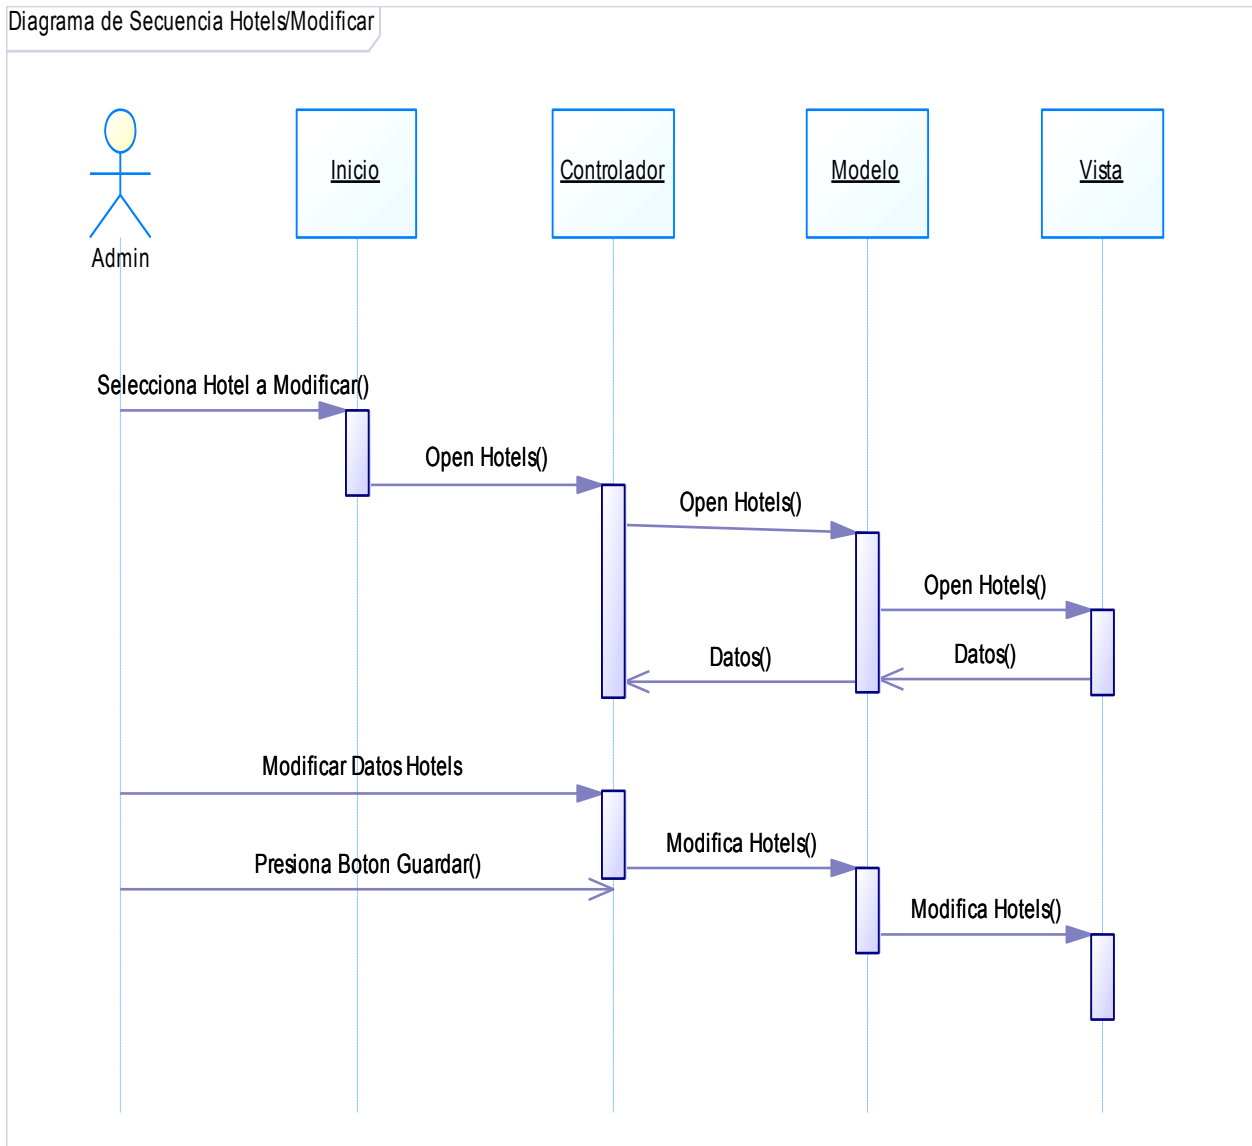 Diagrama de Secuencia Hotels/Modificar
Inicio
Controlador
Modelo
Vista
Admin
Selecciona Hotel a Modificar()
Open Hotels()
Open Hotels()
Open Hotels()
Datos()
Datos()
Modificar Datos Hotels
Modifica Hotels()
Presiona Boton Guardar()
Modifica Hotels()